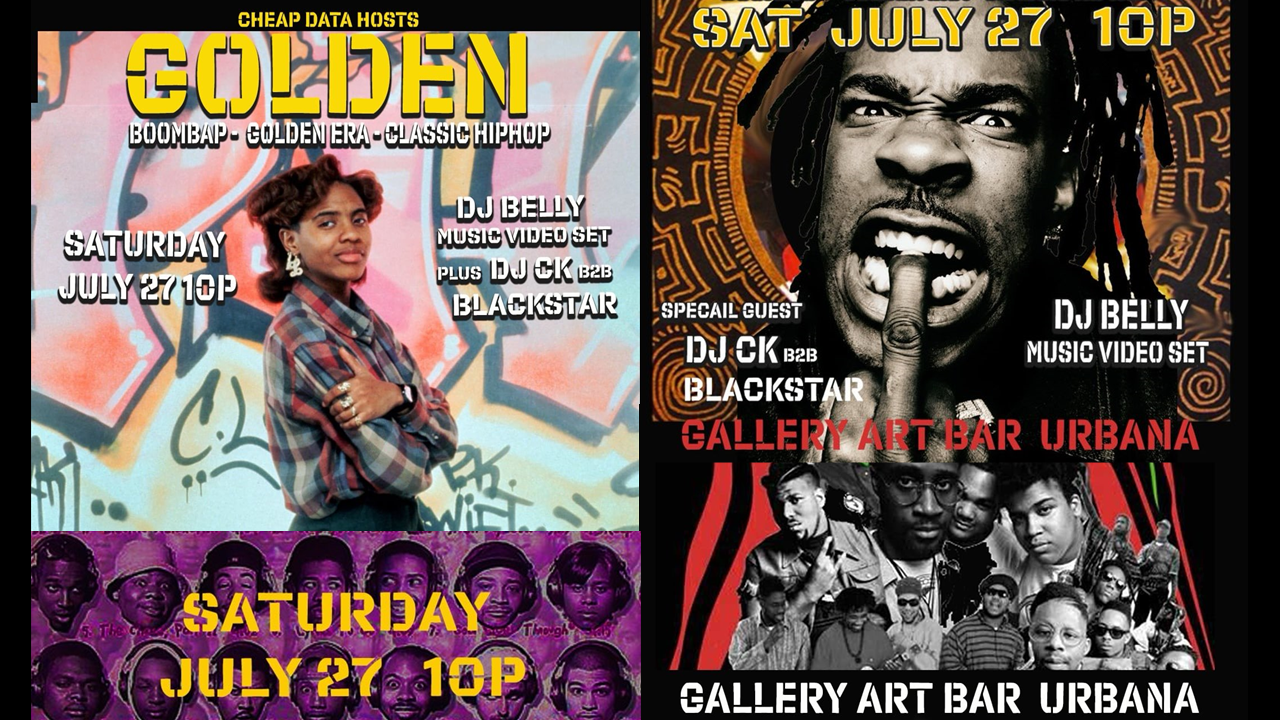 CHEAP DATA HOSTS
GOLDEN
BOOMBAP - GOLDEN ERA - CLASSIC HIPHOP
SATURDAY
JULY 27 10P
DJ BELLY
MUSIC VIDEO SET
PLUS DJ CK B2B
BLACKSTAR
SATURDAY
JULY 27 10P
SAT JULY 27 10P
SPECAIL GUEST
DJ CK B2B
BLACKSTAR
DJ BELLY
MUSIC VIDEO SET
GALLERY ART BAR URBANA
GALLERY ART BAR URBANA